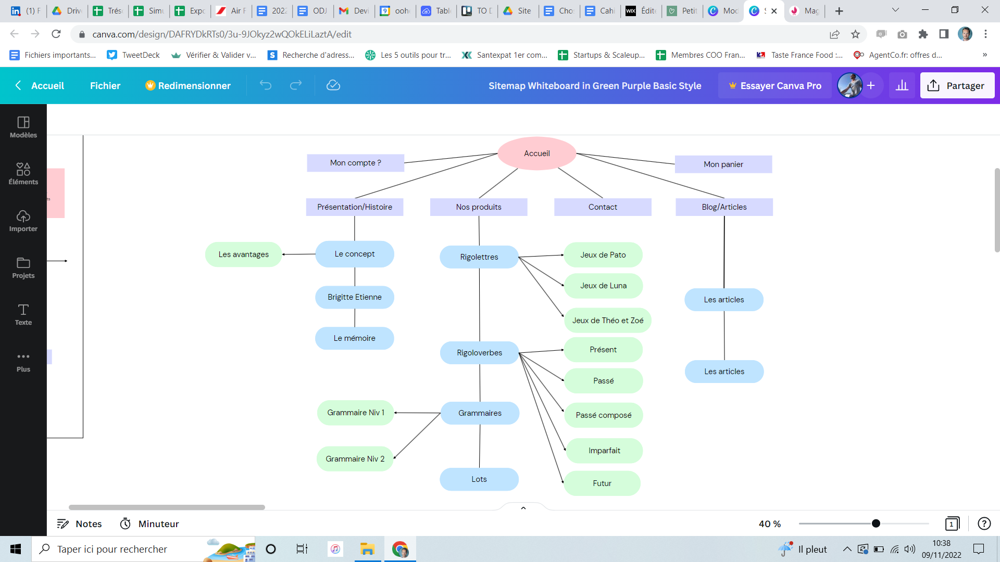 (1) F
Drive
Trés
Simu
Expo
Air F
2022
ODJ
Devi
9
ooh
Table
TO D
Site
Cho
Cahi
WIX
Édite
Petit
Mod
S
Mag
canva.com/design/DAFRYDkRTs0/3u-9JOkyz2wQOkELiLaztA/edit
Fichiers importants...
TweetDeck
Vérifier & Valider v...
S
Recherche d'adress...
Les 5 outils pour tr...
Santexpat 1er com...
Startups & Scaleup...
Membres COO Fran...
Taste France Food :...
AgentCo.fr: offres d...
»
Accueil
Fichier
Redimensionner
Sitemap Whiteboard in Green Purple Basic Style
Essayer Canva Pro
Partager
Modèles
Éléments
Importer
Projets
Texte
Plus
ts
Accueil
Mon compte ?
Mon panier
Présentation/Histoire
Nos produits
Contact
Blog/Articles
Les avantages
Le concept
Rigolettres
Jeux de Pato
Jeux de Luna
Brigitte Etienne
Les articles
Jeux de Théo et Zoé
Le mémoire
Rigoloverbes
Présent
Les articles
Passé
Grammaire Niv 1
Grammaires
Passé composé
Imparfait
Grammaire Niv 2
Lots
Futur
Notes
Minuteur
40 %
1
?
Taper ici pour rechercher
Il pleut
10:38
09/11/2022